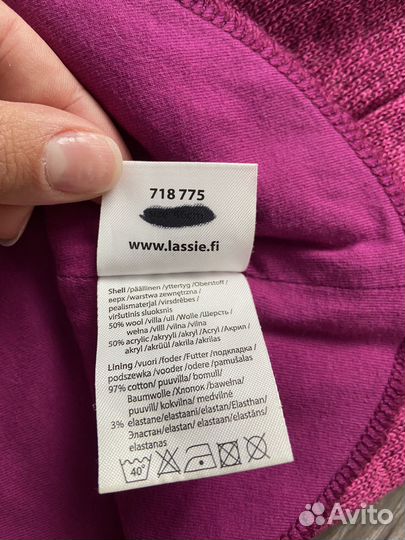 718 775
www.lassie.fi
Shell /päällinen /yttertyg /Oberstoff /
верх /warstwa zewnętrzna /
pealismaterjal /virsdrēbes /
viršutinis sluoksnis
50% wool /villa /ull /Wolle /Шерсть /
wełna /villl /vilna /vilna
50% acrylic /akryyli /akryl /Acryl /Акрил /
akryl /akrüül /akrila /akrilas
Lining /vuori /foder /Futter /подкладка /
podszewka /vooder /odere /pamušalas
97% cotton/ puuvilla/ bomull/
Baumwolle /Хлопок /bawełna/
puuvill/ kokvilna/ medvilnė
3% elastane/elastaani/elastan/Elasthan/
Эластан/elastan/ elastaan/elastāns/
elastanas
40°
Avito